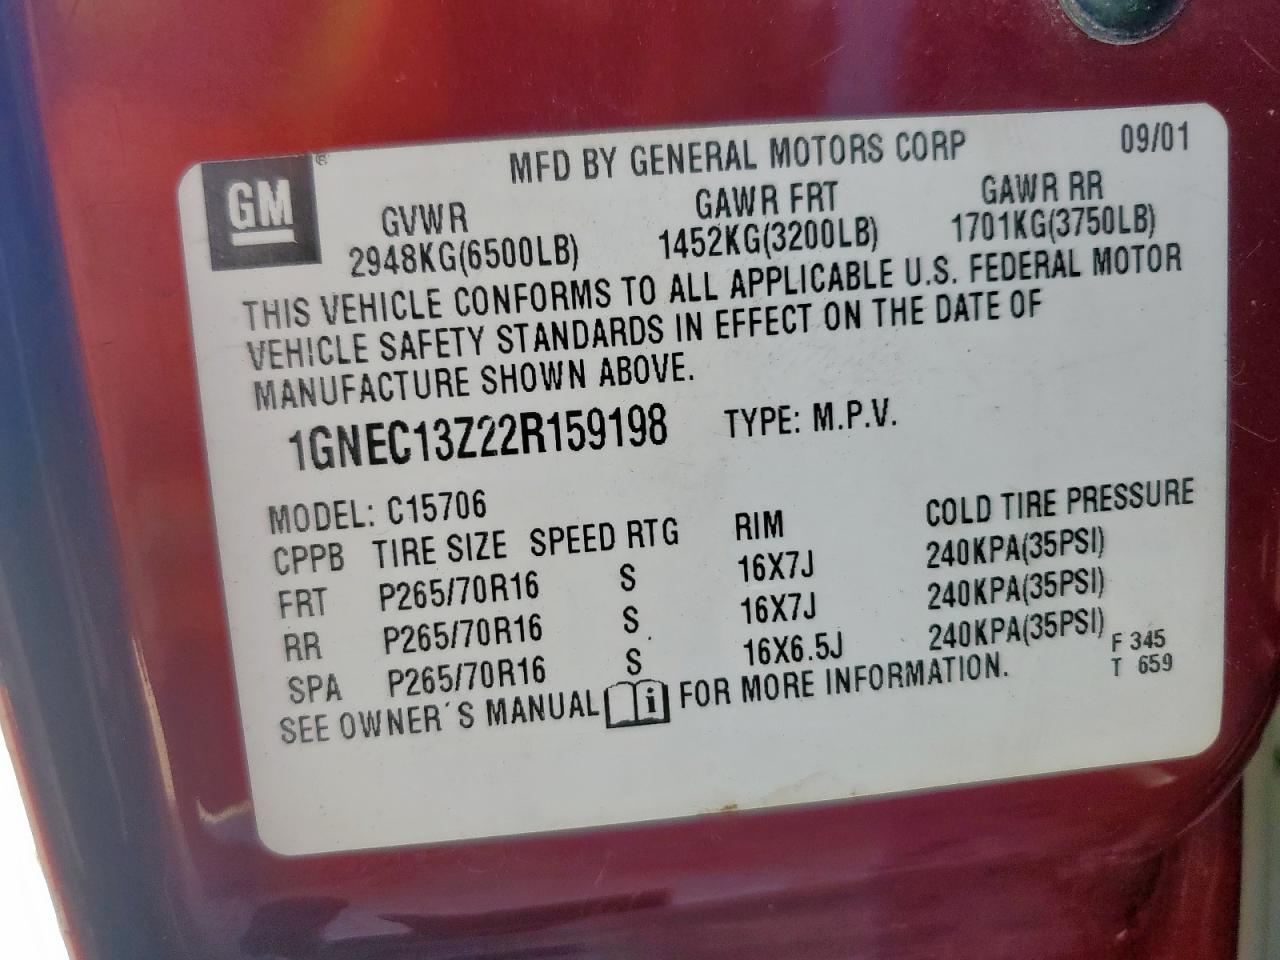 GM ®
MFD BY GENERAL MOTORS CORP 09/01
GVWR GAWR FRT GAWR RR
2948KG(6500LB) 1452KG(3200LB) 1701KG(3750LB)
THIS VEHICLE CONFORMS TO ALL APPLICABLE U.S. FEDERAL MOTOR
VEHICLE SAFETY STANDARDS IN EFFECT ON THE DATE OF
MANUFACTURE SHOWN ABOVE.
1GNEC13Z22R159198 TYPE: M.P.V.
MODEL: C15706
CPPB TIRE SIZE SPEED RTG RIM COLD TIRE PRESSURE
FRT P265/70R16 S 16X7J 240KPA(35PSI)
RR P265/70R16 S 16X7J 240KPA(35PSI)
SPA P265/70R16 S 16X6.5J 240KPA(35PSI)
SEE OWNER'S MANUAL i FOR MORE INFORMATION.
F 345
T 659